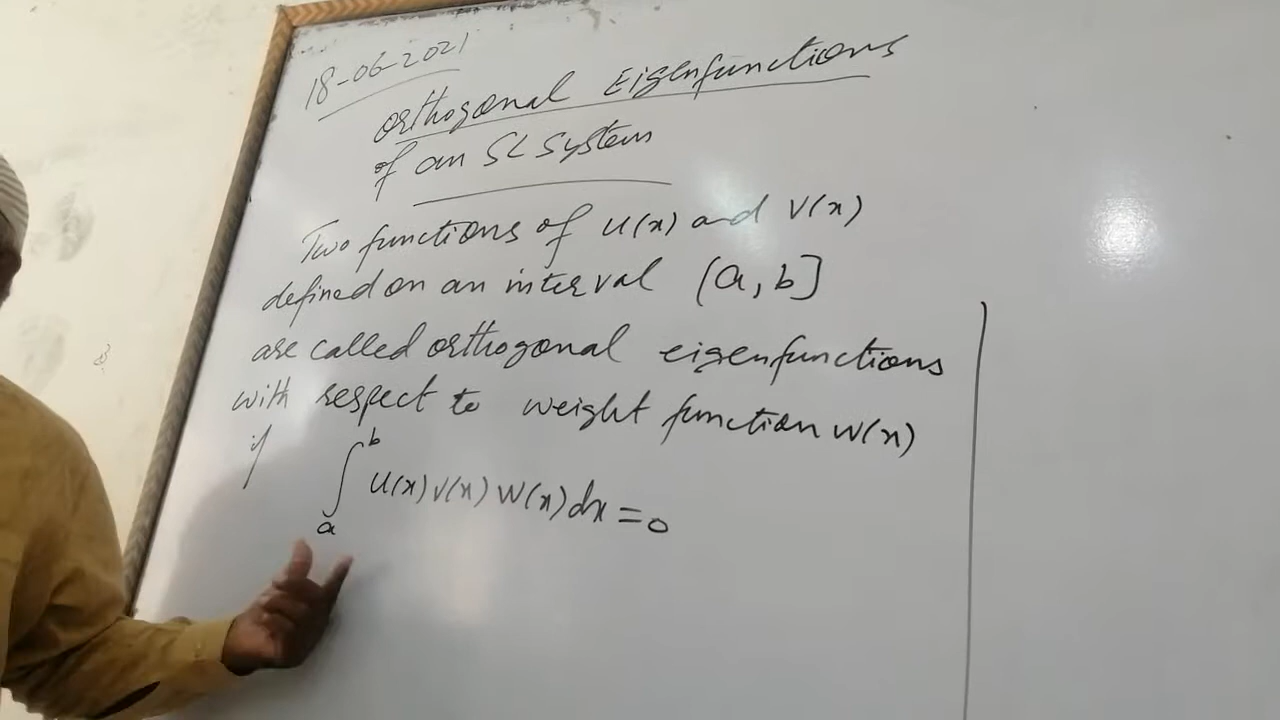 18-06-2021
Orthogonal Eigenfunctions
of an SL System
Two functions of u(x) and v(x)
defined on an interval [a, b]
are called orthogonal eigenfunctions
with respect to weight function w(x)
if
∫ₐᵇ u(x) v(x) w(x) dx = 0